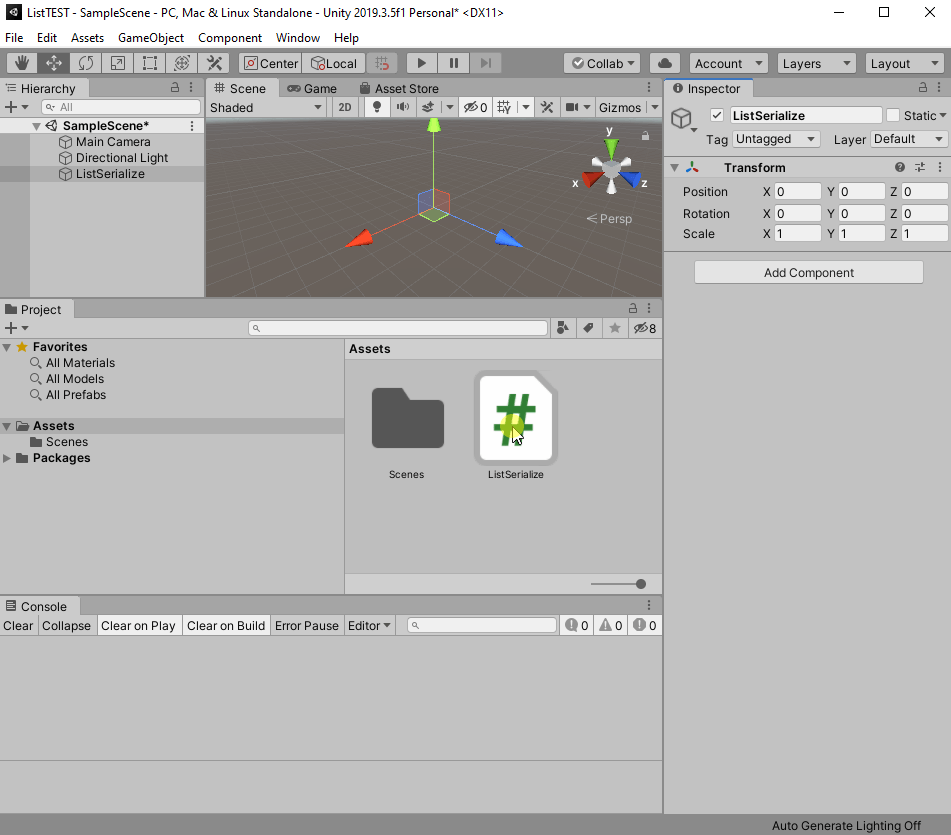 ListTEST - SampleScene - PC, Mac & Linux Standalone - Unity 2019.3.5f1 Personal* <DX11>
File Edit Assets GameObject Component Window Help
Center Local Collab Account Layers Layout
Hierarchy
All
SampleScene*
Main Camera
Directional Light
ListSerialize
Scene Game Asset Store
Shaded 2D 0 Gizmos
y
x z
Persp
Inspector
ListSerialize Static
Tag Untagged Layer Default
Transform
Position X 0 Y 0 Z 0
Rotation X 0 Y 0 Z 0
Scale X 1 Y 1 Z 1
Add Component
Project
8
Favorites
All Materials
All Models
All Prefabs
Assets
Scenes
Packages
Assets
#
Scenes ListSerialize
Console
Clear Collapse Clear on Play Clear on Build Error Pause Editor 0 0 0
Auto Generate Lighting Off